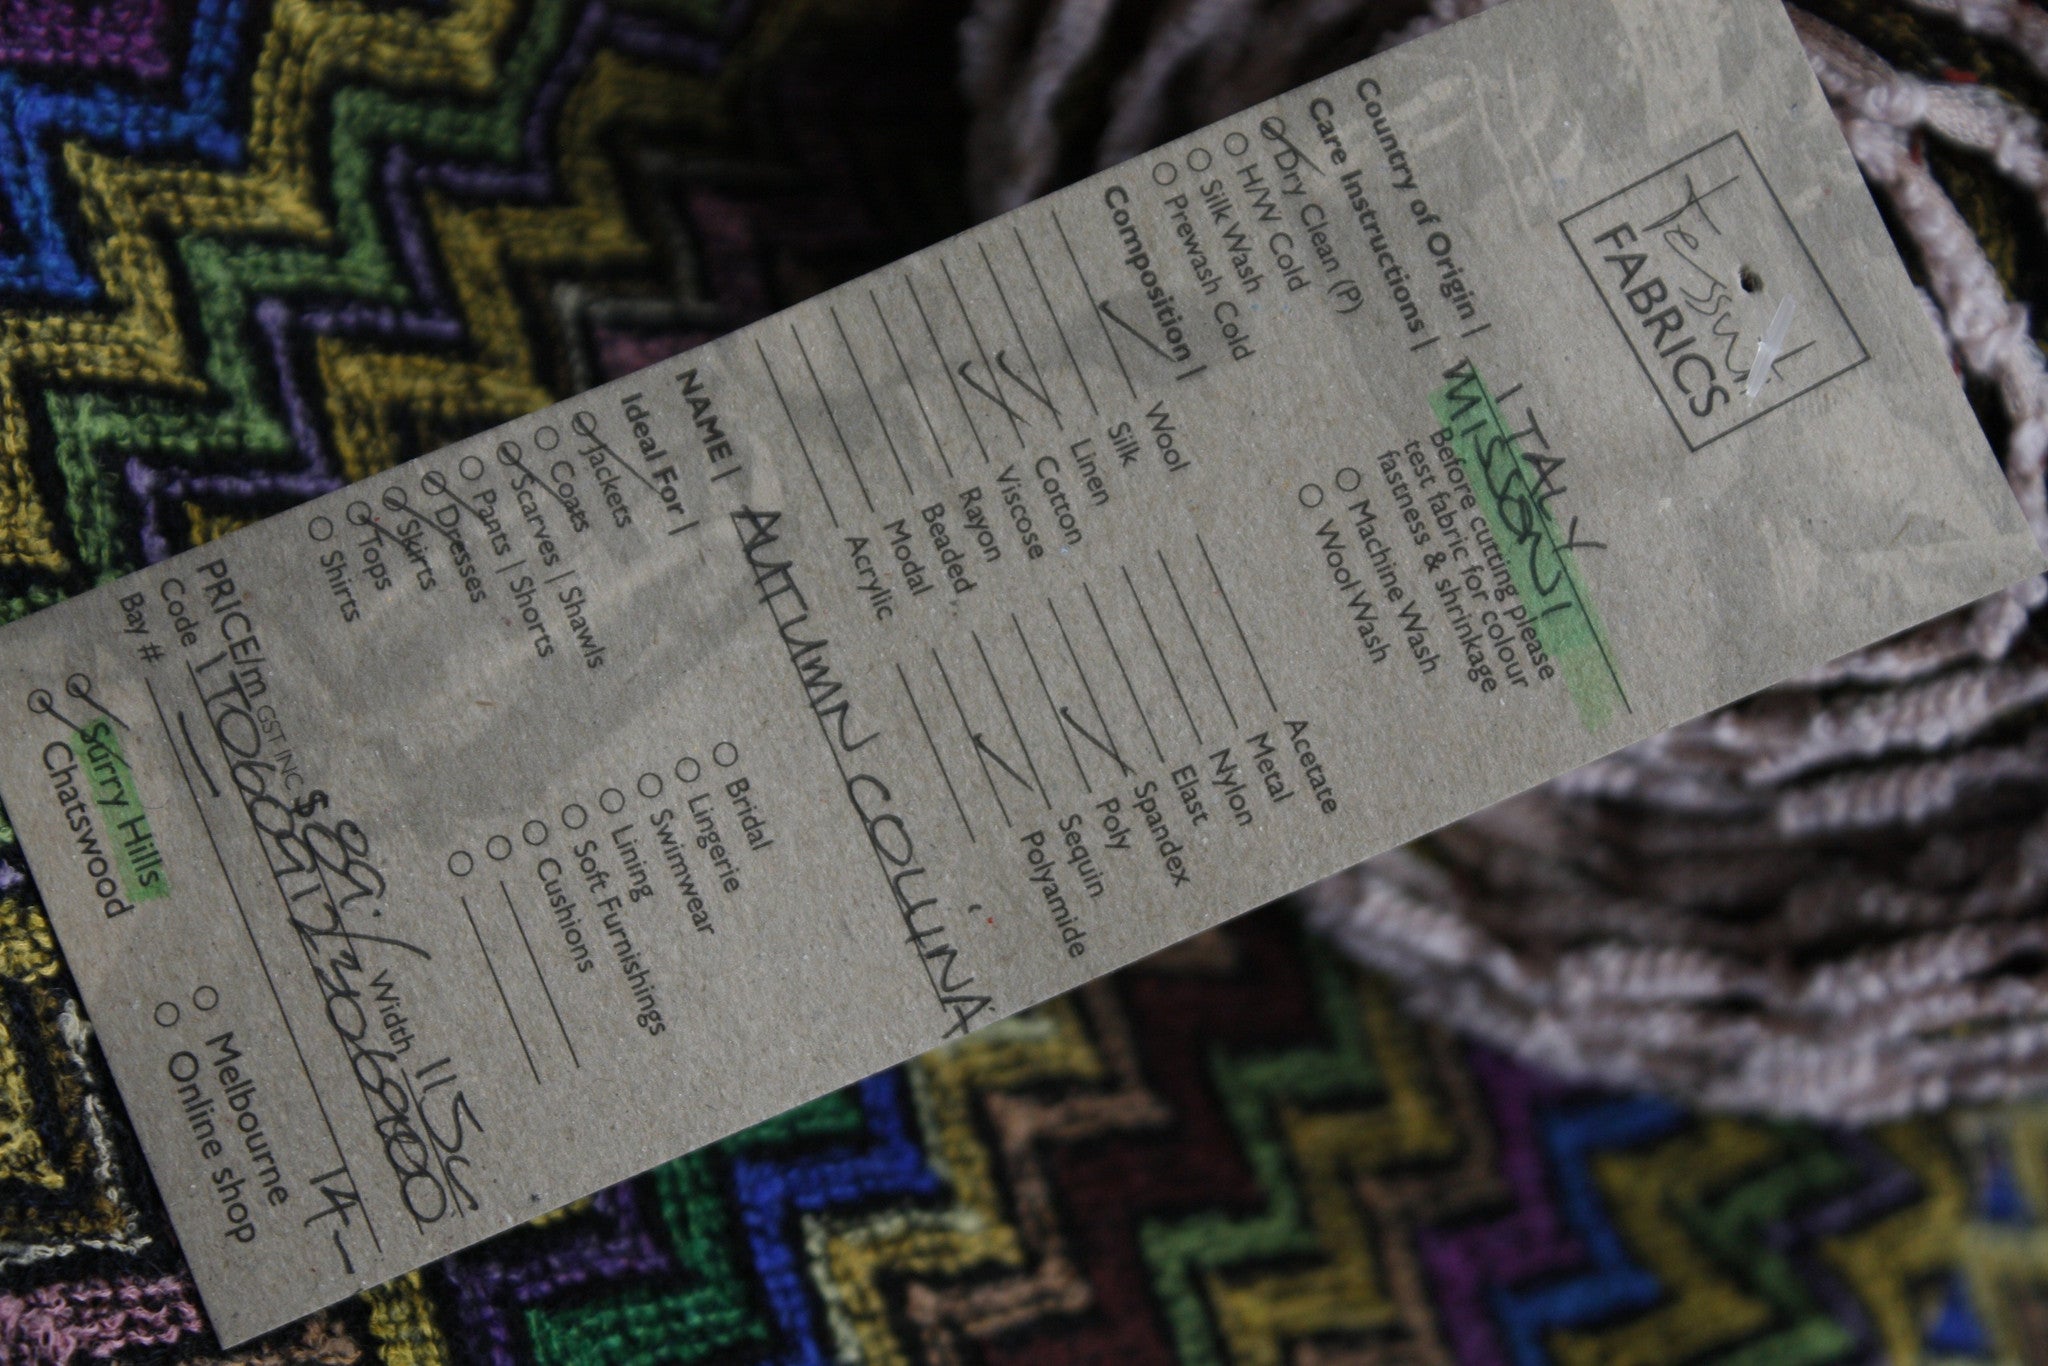 Tessuti
FABRICS
Country of Origin | ITALY
MISSONI
Care Instructions | Before cutting please
test fabric for colour
fastness & shrinkage
Dry Clean (P)
H/W Cold
Machine Wash
Silk Wash
Wool Wash
Prewash Cold
Composition |
Wool
Acetate
Silk
Metal
Linen
Nylon
Cotton
Elast
Viscose
Spandex
Rayon
Poly
Beaded
Sequin
Modal
Polyamide
Acrylic
NAME | AUTUMN COLINA
Ideal For |
Jackets
Bridal
Coats
Lingerie
Scarves | Shawls
Swimwear
Pants | Shorts
Lining
Dresses
Soft Furnishings
Skirts
Cushions
Tops
Shirts
PRICE/m GST INC $89. Width 115c
Code
Bay # — 14-
Surry Hills
Melbourne
Chatswood
Online shop